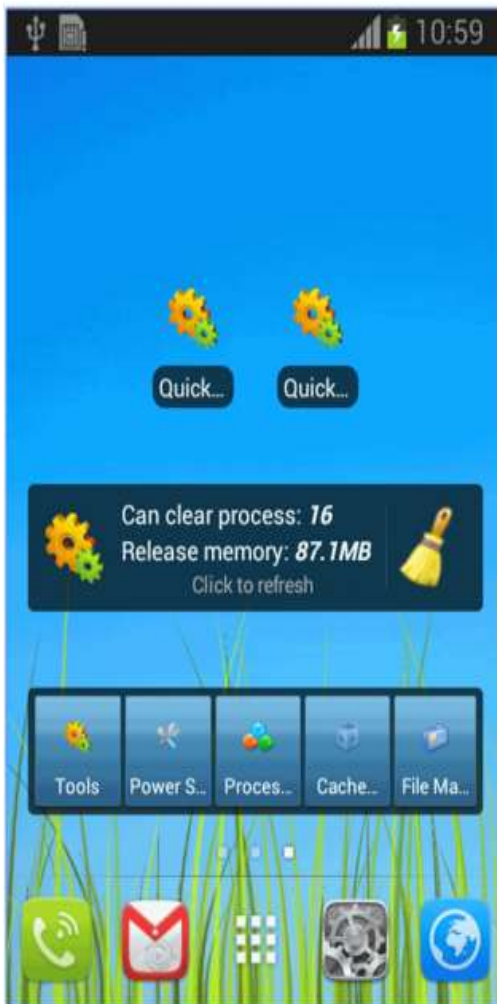 10:59
Quick... Quick...
Can clear process: 16
Release memory: 87.1MB
Click to refresh
Tools Power S... Proces... Cache... File Ma...